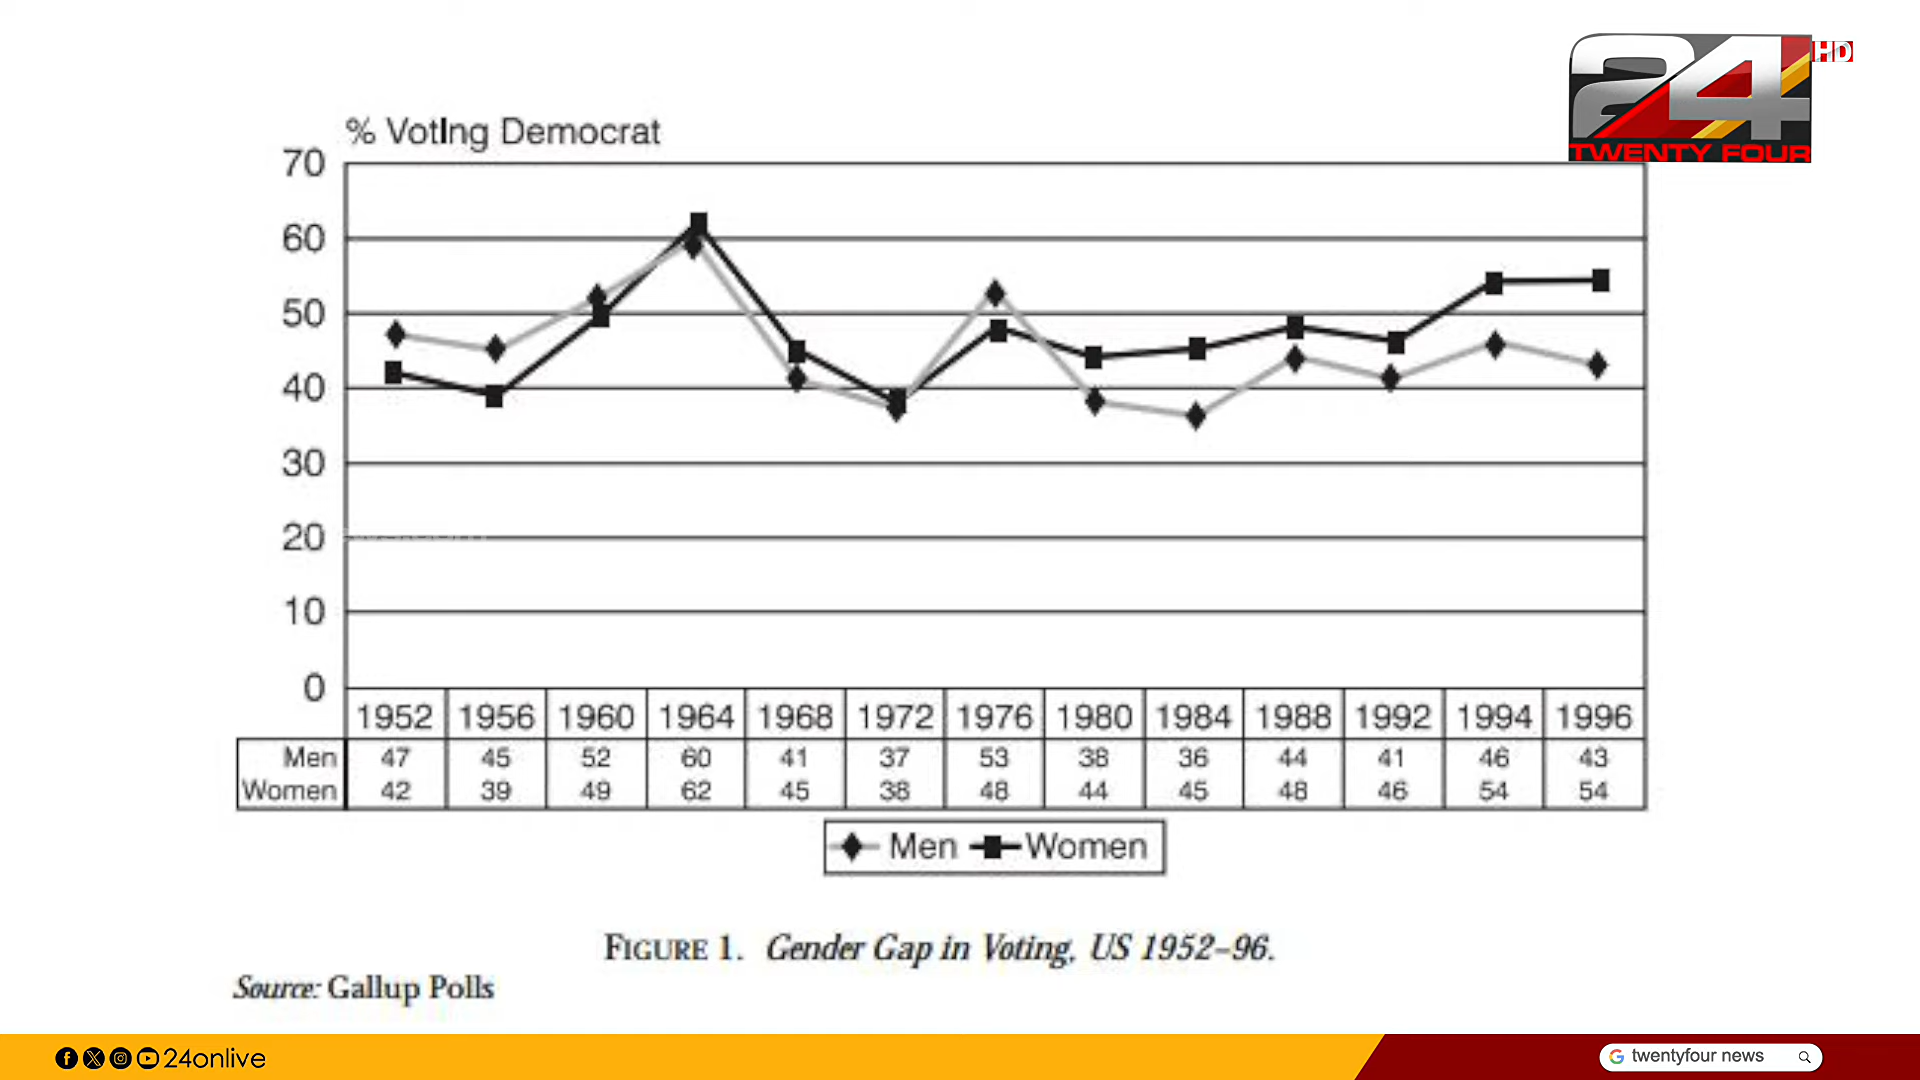 24 HD
TWENTY FOUR
% Voting Democrat
70
60
50
40
30
20
10
0
1952 1956 1960 1964 1968 1972 1976 1980 1984 1988 1992 1994 1996
Men 47 45 52 60 41 37 53 38 36 44 41 46 43
Women 42 39 49 62 45 38 48 44 45 48 46 54 54
Men Women
FIGURE 1. Gender Gap in Voting, US 1952–96.
Source: Gallup Polls
24onlive
twentyfour news